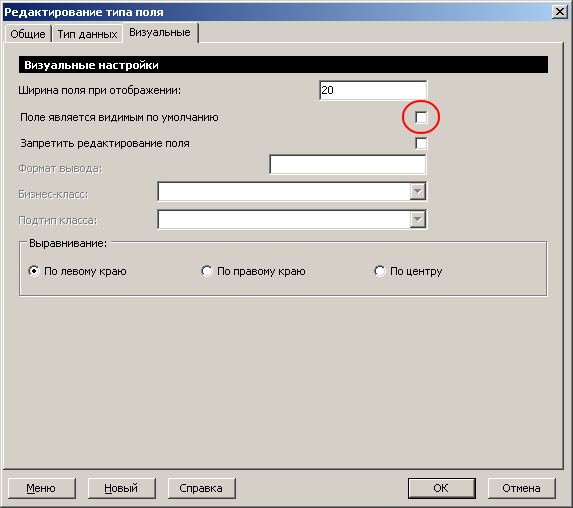 Редактирование типа поля
Общие Тип данных Визуальные
Визуальные настройки
Ширина поля при отображении: 20
Поле является видимым по умолчанию
Запретить редактирование поля
Формат вывода:
Бизнес-класс:
Подтип класса:
Выравнивание:
По левому краю По правому краю По центру
Меню Новый Справка OK Отмена